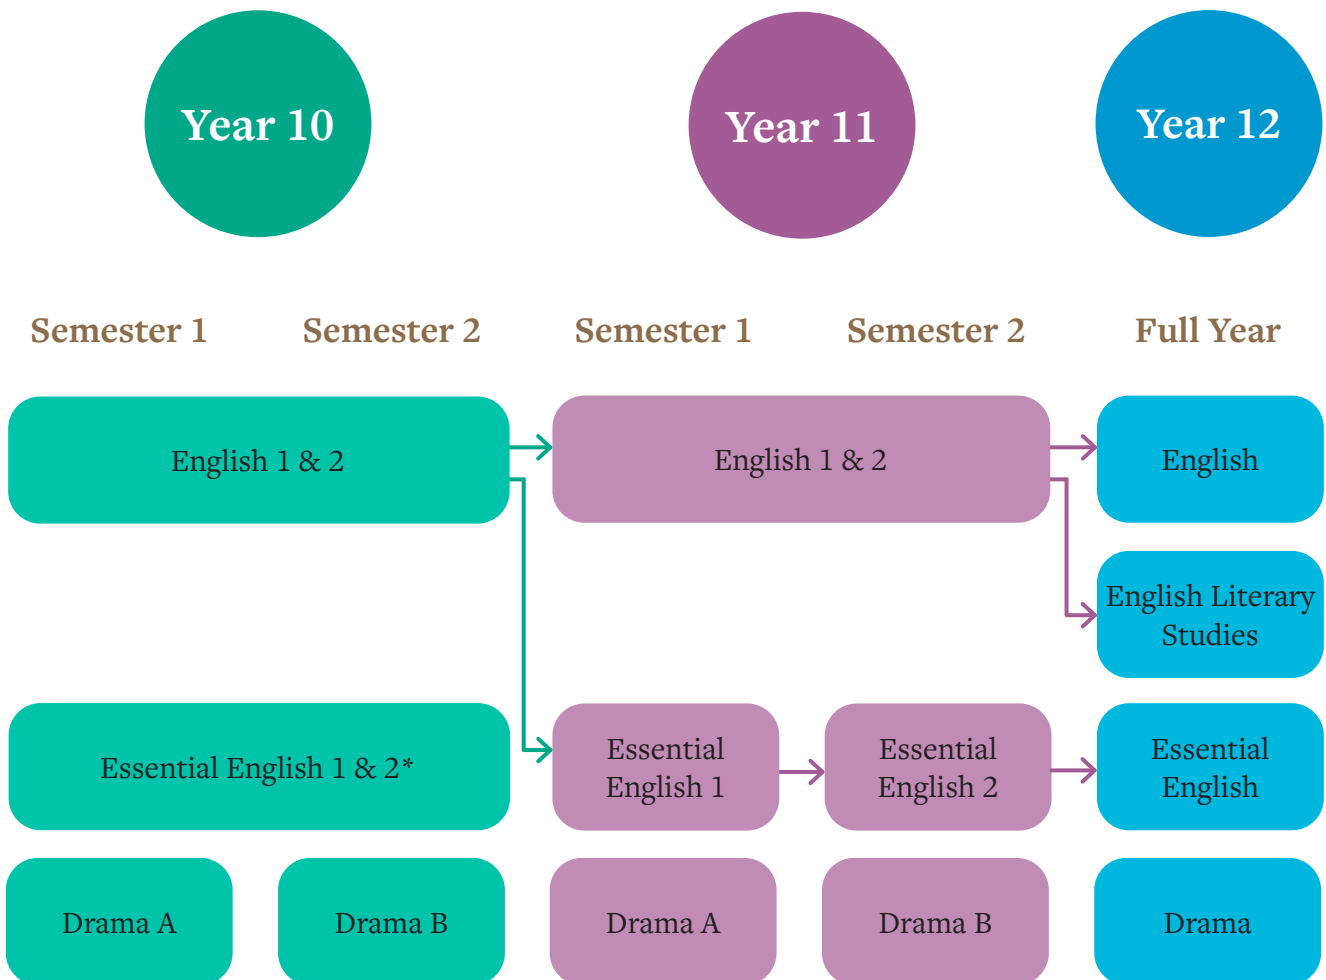 Year 10
Year 11
Year 12
Semester 1
Semester 2
Semester 1
Semester 2
Full Year
English 1 & 2
English 1 & 2
English
English Literary
Studies
Essential English 1 & 2*
Essential
English 1
Essential
English 2
Essential
English
Drama A
Drama B
Drama A
Drama B
Drama